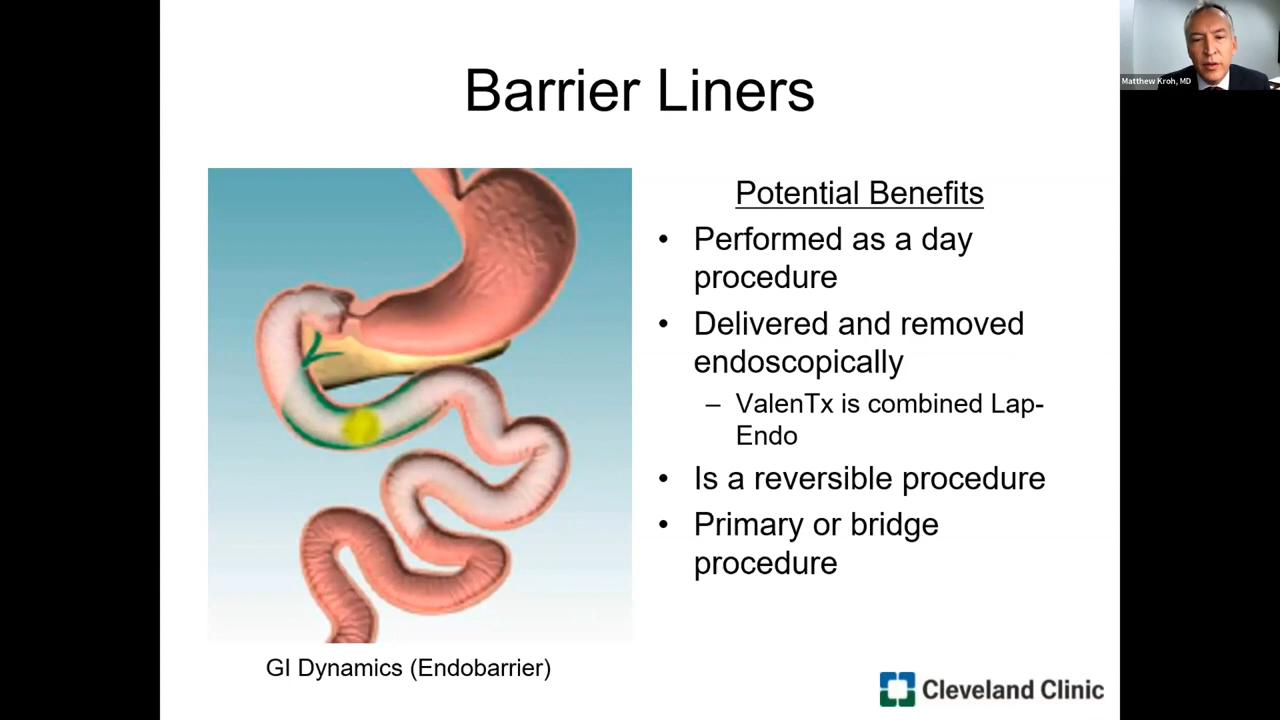 Matthew Kroh, MD
Barrier Liners
Potential Benefits
• Performed as a day
procedure
• Delivered and removed
endoscopically
– ValenTx is combined Lap-
Endo
• Is a reversible procedure
• Primary or bridge
procedure
GI Dynamics (Endobarrier)
Cleveland Clinic